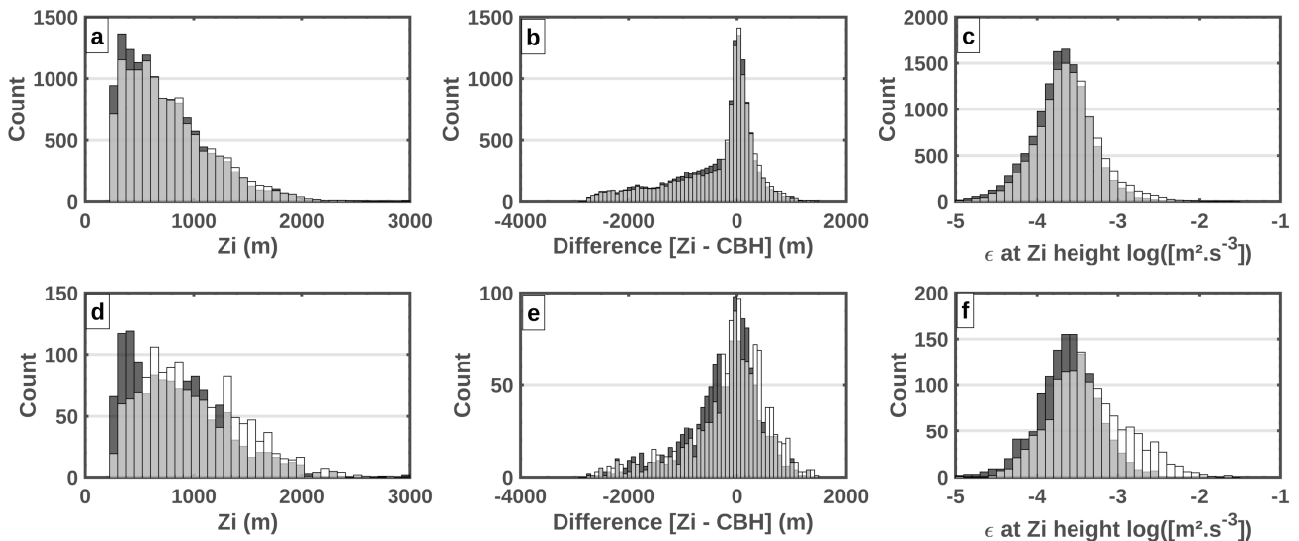 a
1500
1000
500
0
Count
0 1000 2000 3000
Zi (m)
b
1500
1000
500
0
Count
-4000 -2000 0 2000
Difference [Zi - CBH] (m)
c
2000
1500
1000
500
0
Count
-5 -4 -3 -2 -1
ϵ at Zi height log([m².s⁻³])
d
150
100
50
0
Count
0 1000 2000 3000
Zi (m)
e
100
50
0
Count
-4000 -2000 0 2000
Difference [Zi - CBH] (m)
f
200
150
100
50
0
Count
-5 -4 -3 -2 -1
ϵ at Zi height log([m².s⁻³])